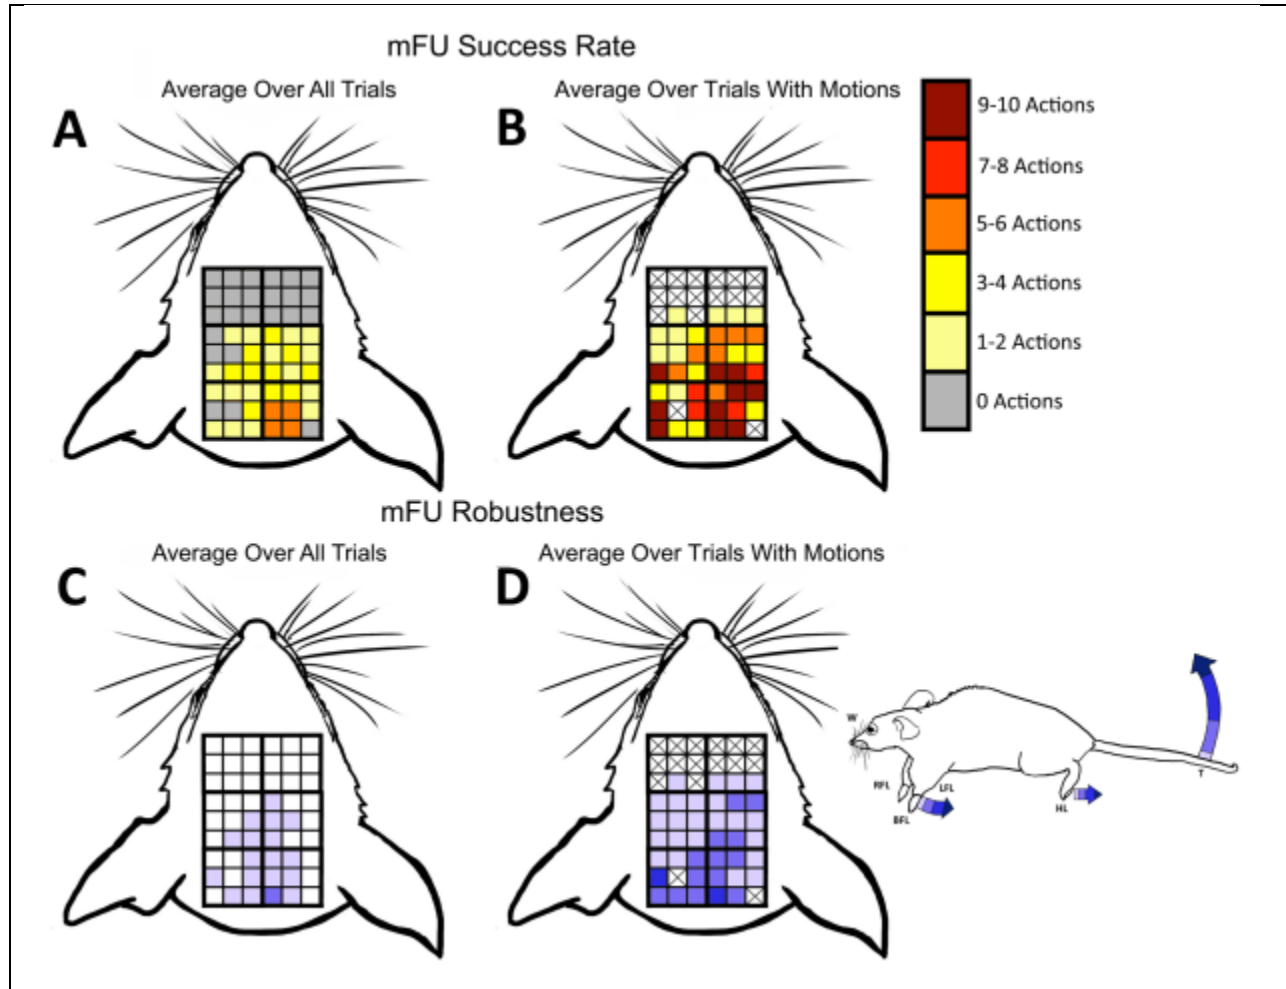 mFU Success Rate
Average Over All Trials
Average Over Trials With Motions
A
B
9-10 Actions
7-8 Actions
5-6 Actions
3-4 Actions
1-2 Actions
0 Actions
mFU Robustness
Average Over All Trials
Average Over Trials With Motions
C
D
W
RFL
LFL
BFL
HL
T